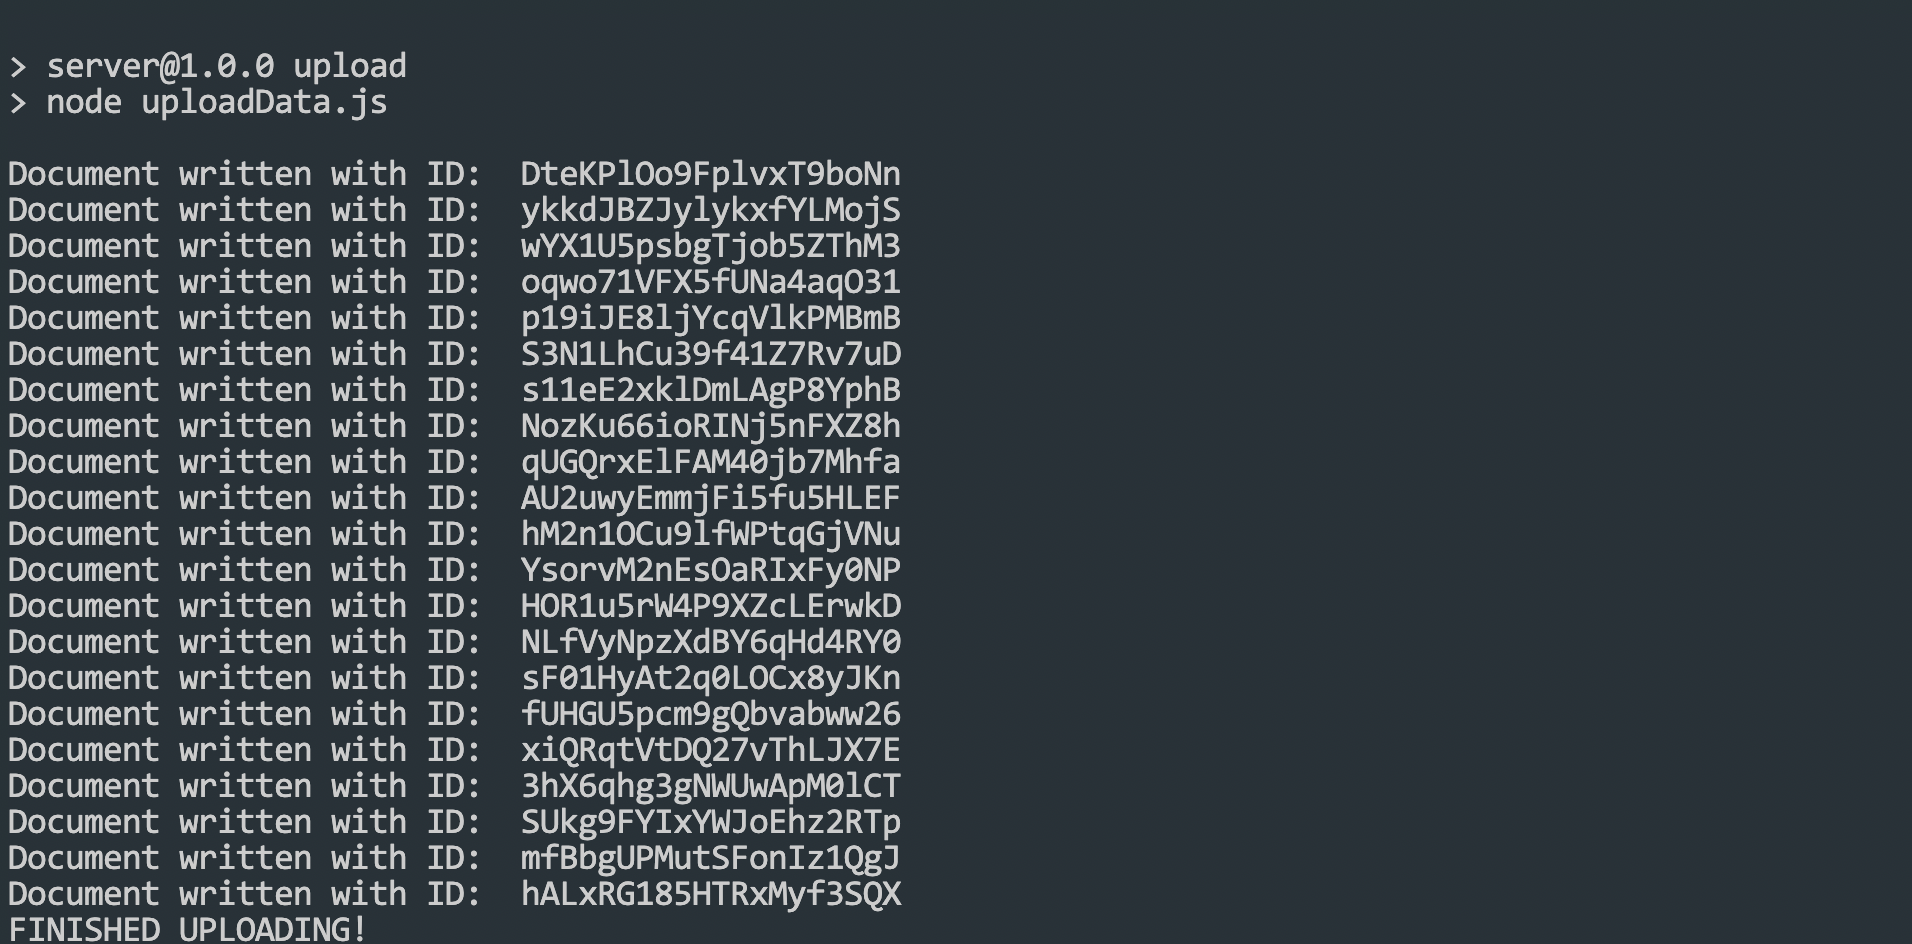 > server@1.0.0 upload
> node uploadData.js
Document written with ID:  DteKPlOo9FplvxT9boNn
Document written with ID:  ykkdJBZJylykxfYLMojS
Document written with ID:  wYX1U5psbgTjob5ZThM3
Document written with ID:  oqwo71VFX5fUNa4aqO31
Document written with ID:  p19iJE8ljYcqVlkPMBmB
Document written with ID:  S3N1LhCu39f41Z7Rv7uD
Document written with ID:  s11eE2xklDmLAgP8YphB
Document written with ID:  NozKu66ioRINj5nFXZ8h
Document written with ID:  qUGQrxElFAM40jb7Mhfa
Document written with ID:  AU2uwyEmmjFi5fu5HLEF
Document written with ID:  hM2n1OCu9lfWPtqGjVNu
Document written with ID:  YsorvM2nEsOaRIxFy0NP
Document written with ID:  HOR1u5rW4P9XZcLErwkD
Document written with ID:  NLfVyNpzXdBY6qHd4RY0
Document written with ID:  sF01HyAt2q0LOCx8yJKn
Document written with ID:  fUHGU5pcm9gQbvabww26
Document written with ID:  xiQRqtVtDQ27vThLJX7E
Document written with ID:  3hX6qhg3gNWUwApM0lCT
Document written with ID:  SUkg9FYIxYWJoEhz2RTp
Document written with ID:  mfBbgUPMutSFonIz1QgJ
Document written with ID:  hALxRG185HTRxMyf3SQX
FINISHED UPLOADING!